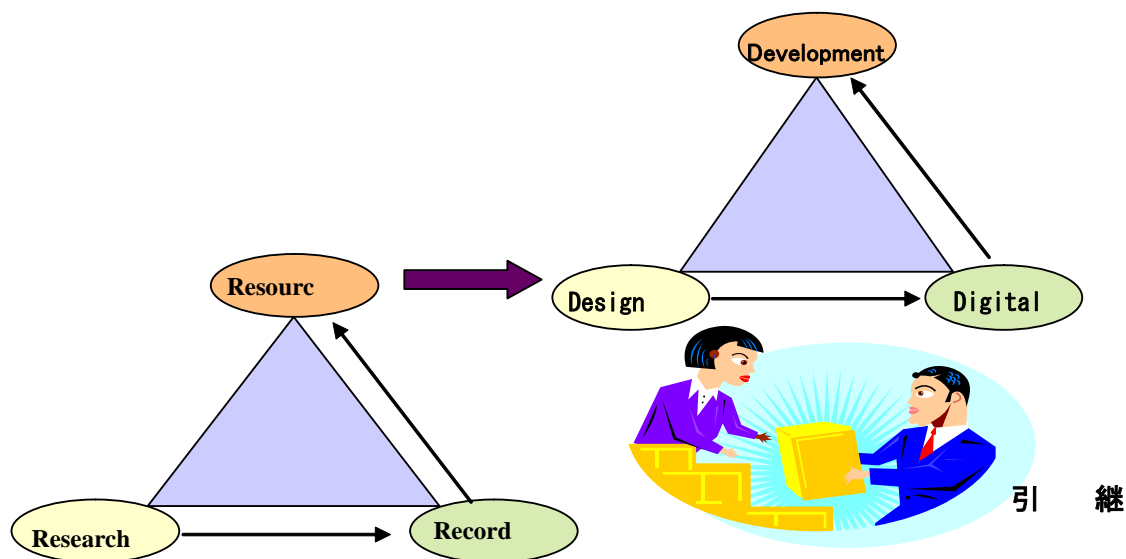 Development
Resourc
Design
Digital
Research
Record
引 継